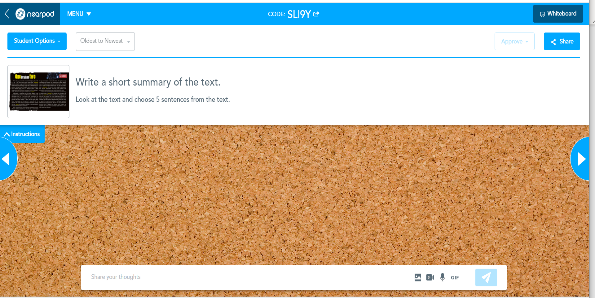 nearpod
MENU
CODE: SLI9Y
Whiteboard
Student Options
Olepst to Newest
Approve
Share
Write a short summary of the text.
Look at the text and choose 5 sentences from the text.
Instructions
Share your thoughts
GIF